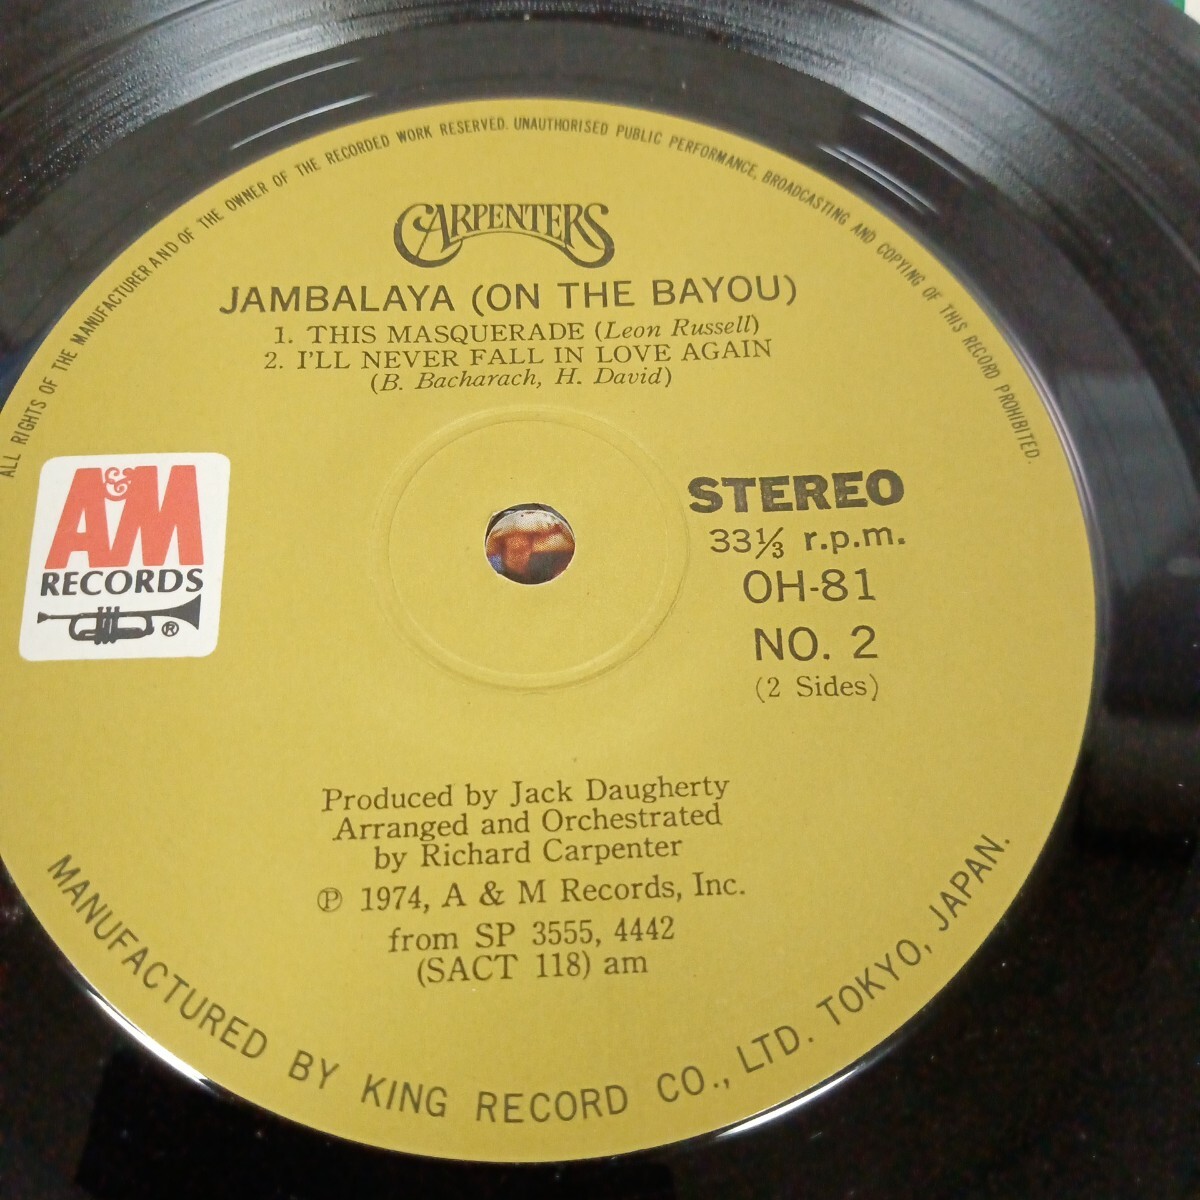 ALL RIGHTS OF THE MANUFACTURER AND OF THE OWNER OF THE RECORDED WORK RESERVED. UNAUTHORISED PUBLIC PERFORMANCE, BROADCASTING AND COPYING OF THIS RECORD PROHIBITED.
CARPENTERS
JAMBALAYA (ON THE BAYOU)
1. THIS MASQUERADE (Leon Russell)
2. I'LL NEVER FALL IN LOVE AGAIN
(B. Bacharach, H. David)
A&M
RECORDS
®
STEREO
33⅓ r.p.m.
OH-81
NO. 2
(2 Sides)
Produced by Jack Daugherty
Arranged and Orchestrated
by Richard Carpenter
℗ 1974, A & M Records, Inc.
from SP 3555, 4442
(SACT 118) am
MANUFACTURED BY KING RECORD CO., LTD. TOKYO, JAPAN.